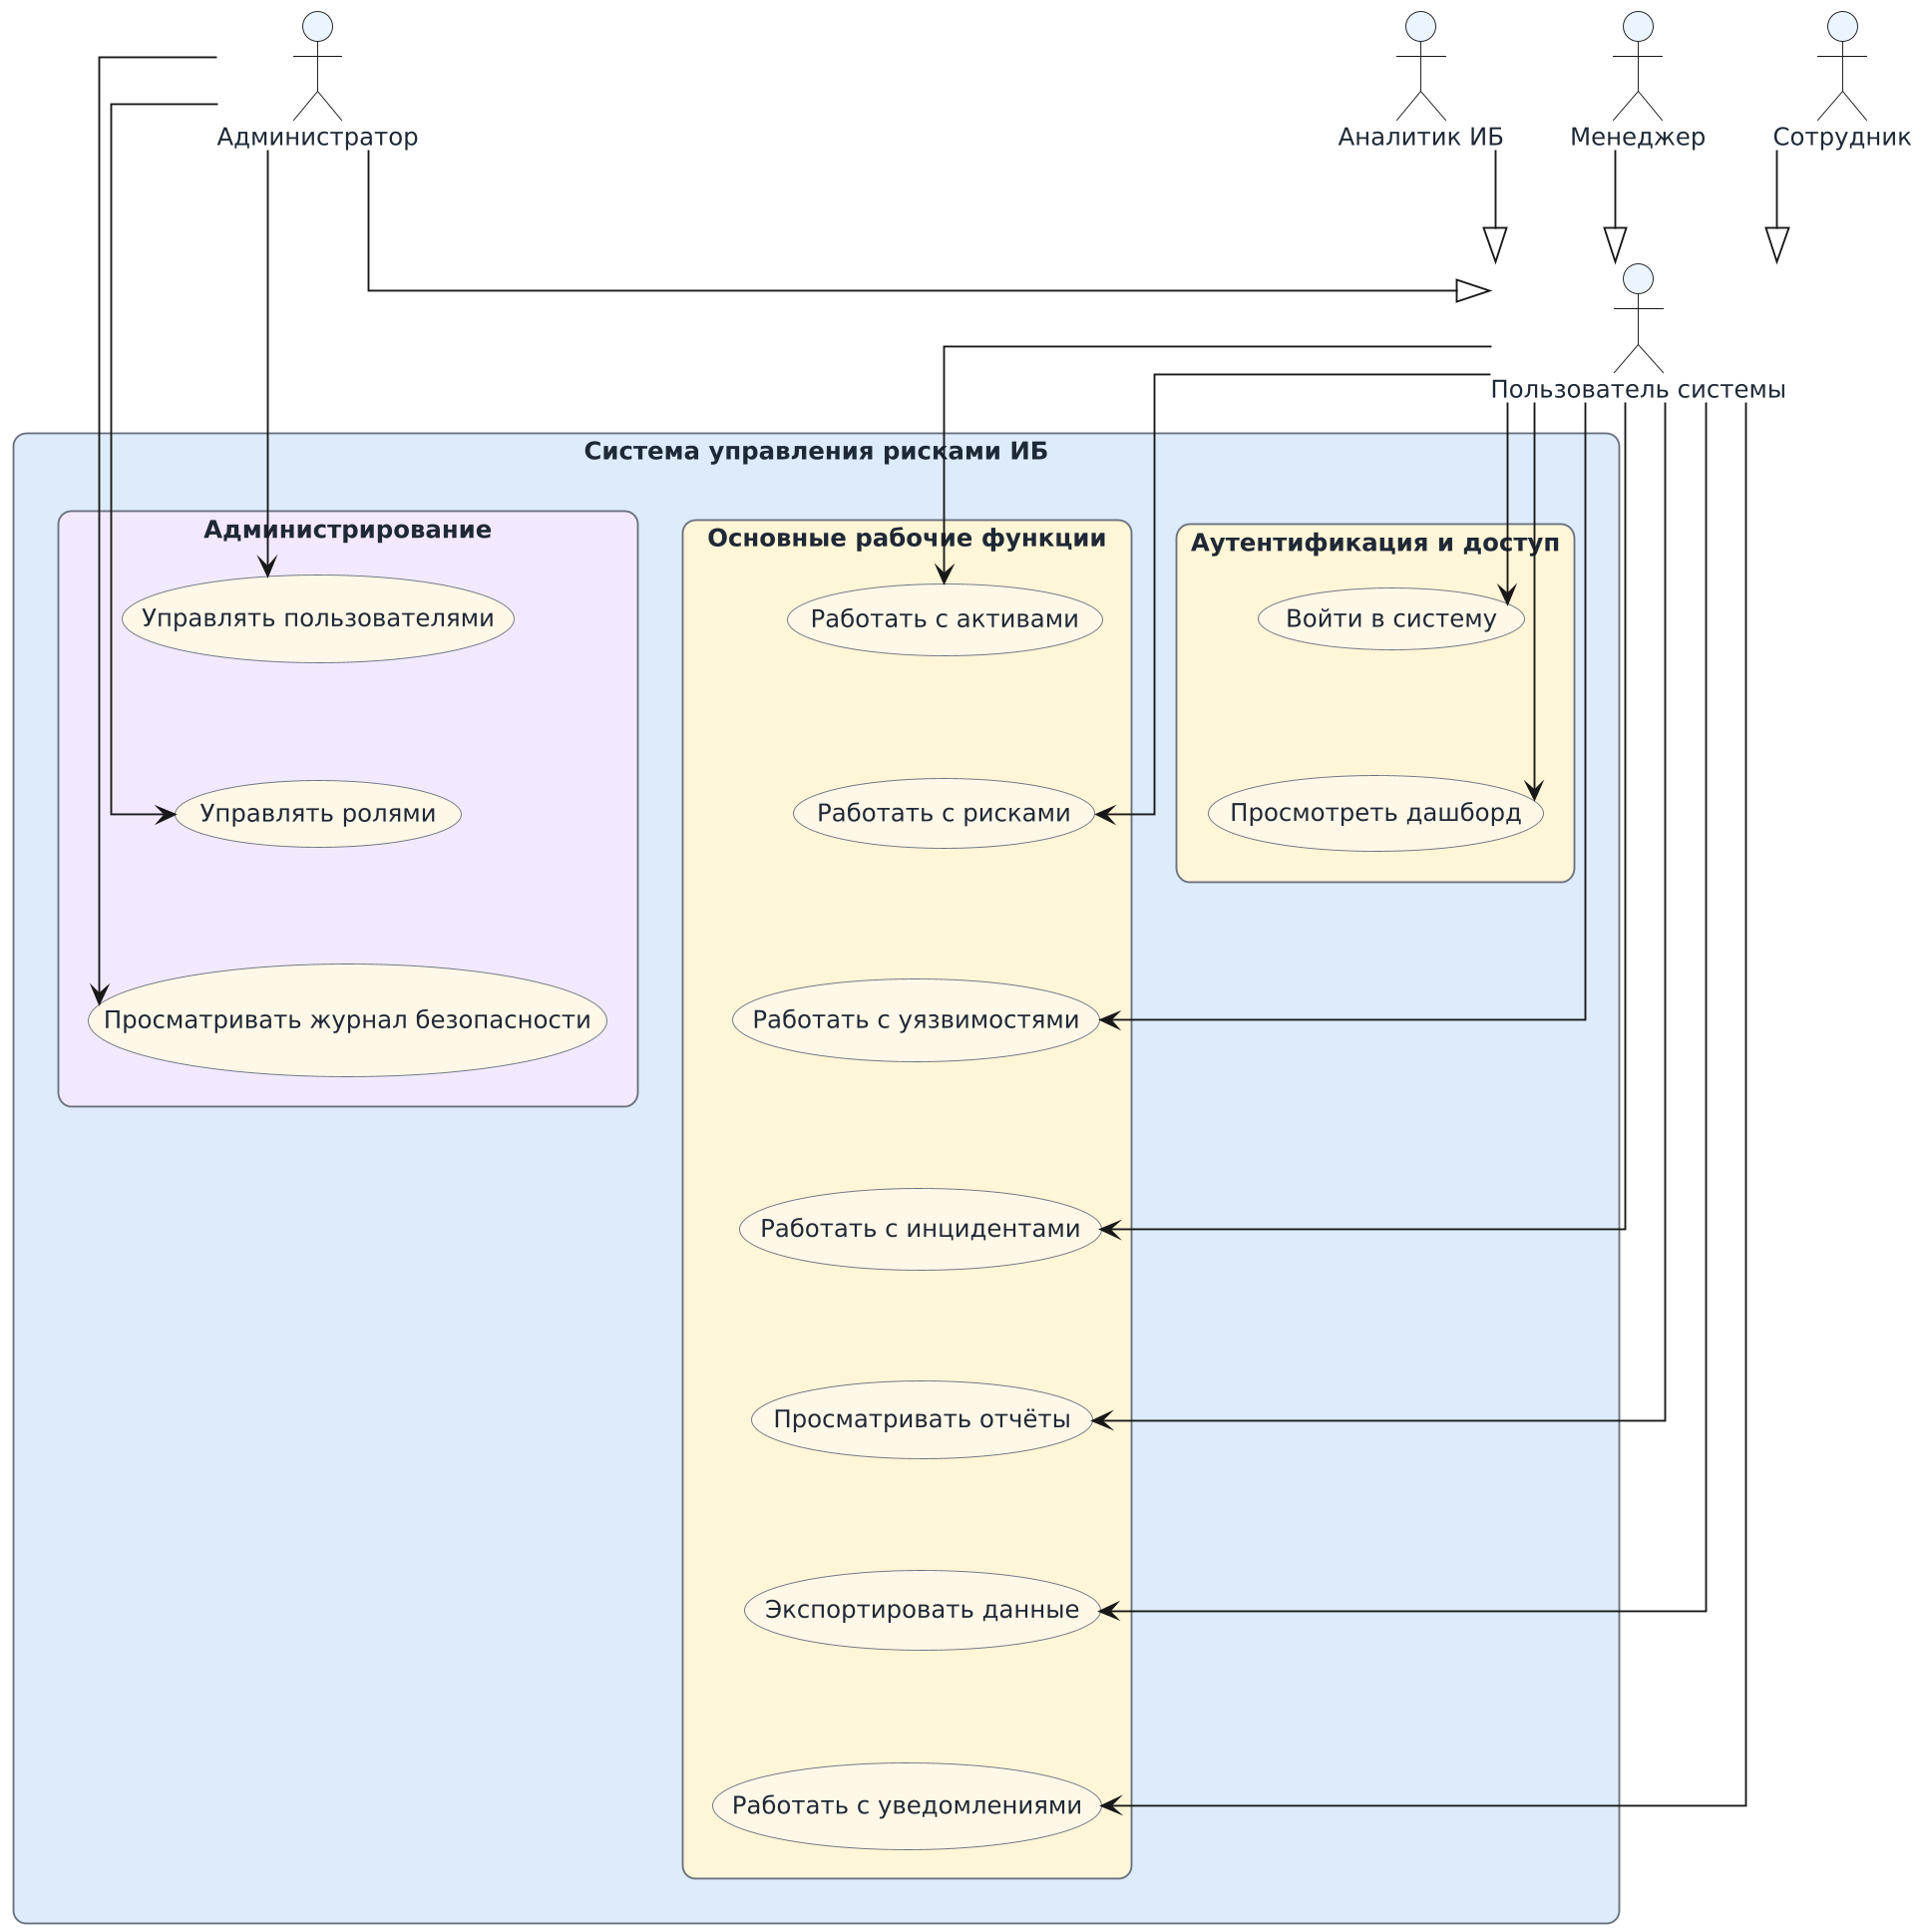 Администратор
Аналитик ИБ
Менеджер
Сотрудник
Пользователь системы
Система управления рисками ИБ
Администрирование
Управлять пользователями
Управлять ролями
Просматривать журнал безопасности
Основные рабочие функции
Работать с активами
Работать с рисками
Работать с уязвимостями
Работать с инцидентами
Просматривать отчёты
Экспортировать данные
Работать с уведомлениями
Аутентификация и доступ
Войти в систему
Просмотреть дашборд